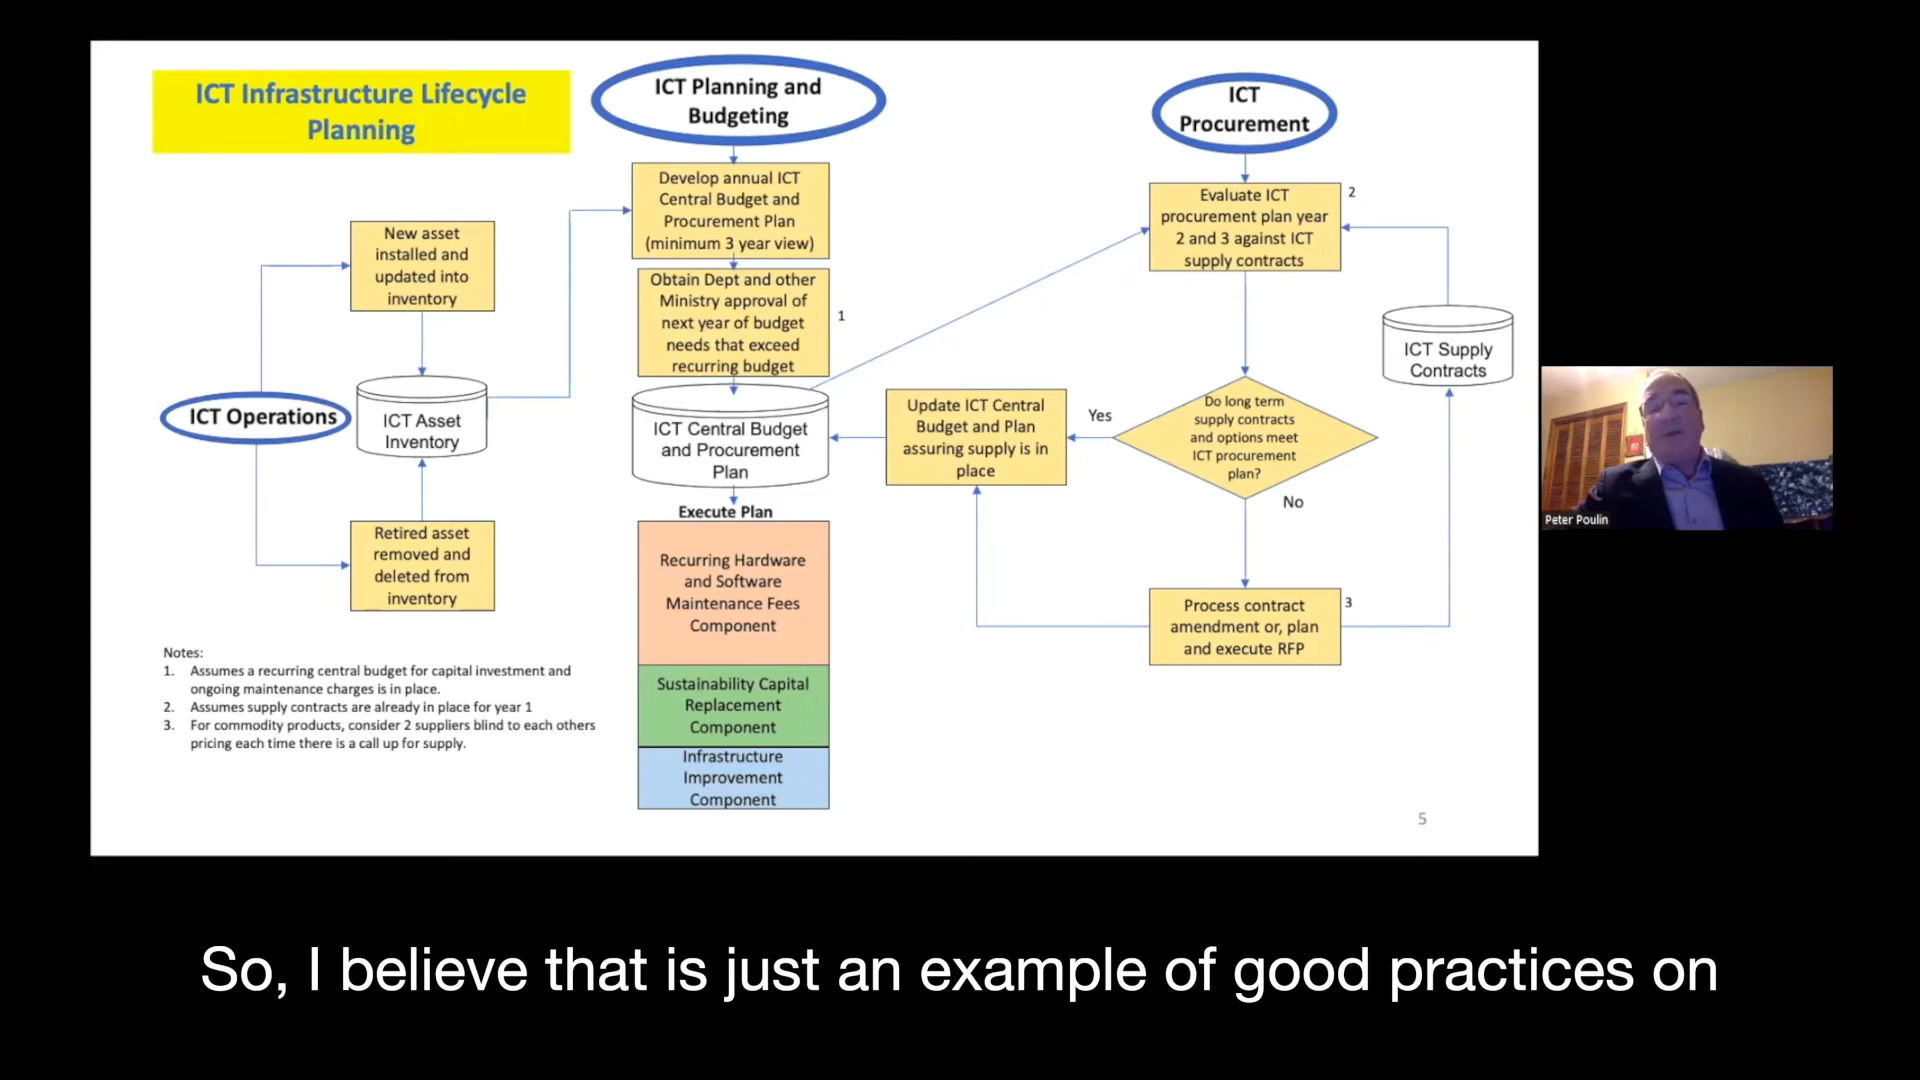 ICT Infrastructure Lifecycle
Planning
ICT Planning and
Budgeting
ICT
Procurement
Develop annual ICT
Central Budget and
Procurement Plan
(minimum 3 year view)
Evaluate ICT
procurement plan year
2 and 3 against ICT
supply contracts
2
New asset
installed and
updated into
inventory
Obtain Dept and other
Ministry approval of
next year of budget
needs that exceed
recurring budget
1
ICT Supply
Contracts
ICT Operations
ICT Asset
Inventory
ICT Central Budget
and Procurement
Plan
Update ICT Central
Budget and Plan
assuring supply is in
place
Yes
Do long term
supply contracts
and options meet
ICT procurement
plan?
No
Execute Plan
Retired asset
removed and
deleted from
inventory
Recurring Hardware
and Software
Maintenance Fees
Component
Process contract
amendment or, plan
and execute RFP
3
Sustainability Capital
Replacement
Component
Infrastructure
Improvement
Component
Notes:
1. Assumes a recurring central budget for capital investment and
ongoing maintenance charges is in place.
2. Assumes supply contracts are already in place for year 1
3. For commodity products, consider 2 suppliers blind to each others
pricing each time there is a call up for supply.
5
Peter Poulin
So, I believe that is just an example of good practices on